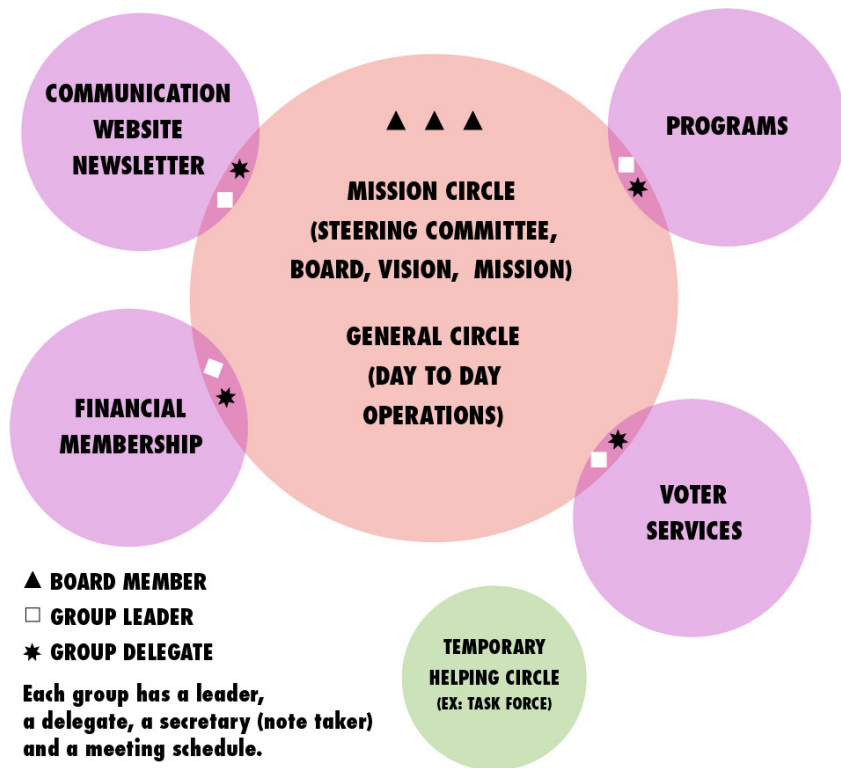 COMMUNICATION
WEBSITE
NEWSLETTER
PROGRAMS
MISSION CIRCLE
(STEERING COMMITTEE,
BOARD, VISION, MISSION)
GENERAL CIRCLE
(DAY TO DAY
OPERATIONS)
FINANCIAL
MEMBERSHIP
VOTER
SERVICES
BOARD MEMBER
GROUP LEADER
GROUP DELEGATE
Each group has a leader,
a delegate, a secretary (note taker)
and a meeting schedule.
TEMPORARY
HELPING CIRCLE
(EX: TASK FORCE)